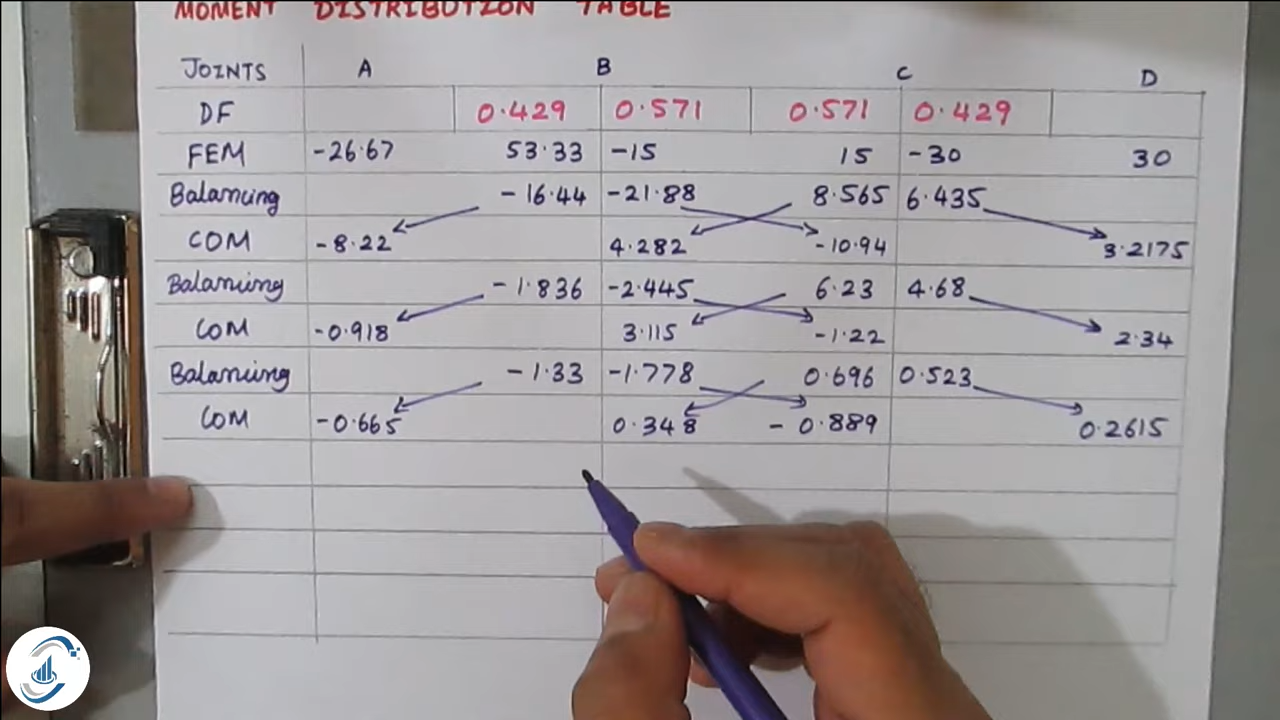 MOMENT DISTRIBUTION TABLE
JOINTS A B C D
DF 0.429 0.571 0.571 0.429
FEM -26.67 53.33 -15 15 -30 30
Balancing -16.44 -21.88 8.565 6.435
COM -8.22 4.282 -10.94 3.2175
Balancing -1.836 -2.445 6.23 4.68
COM -0.918 3.115 -1.22 2.34
Balancing -1.33 -1.778 0.696 0.523
COM -0.665 0.348 -0.889 0.2615